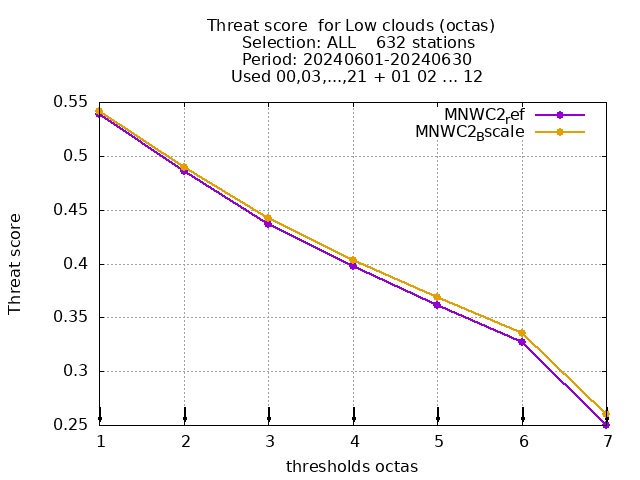 Threat score  for Low clouds (octas)
Selection: ALL    632 stations
Period: 20240601-20240630
Used 00,03,...,21 + 01 02 ... 12
MNWC2ref
MNWC2Bscale
0.55
0.5
0.45
0.4
0.35
0.3
0.25
Threat score
1 2 3 4 5 6 7
thresholds octas